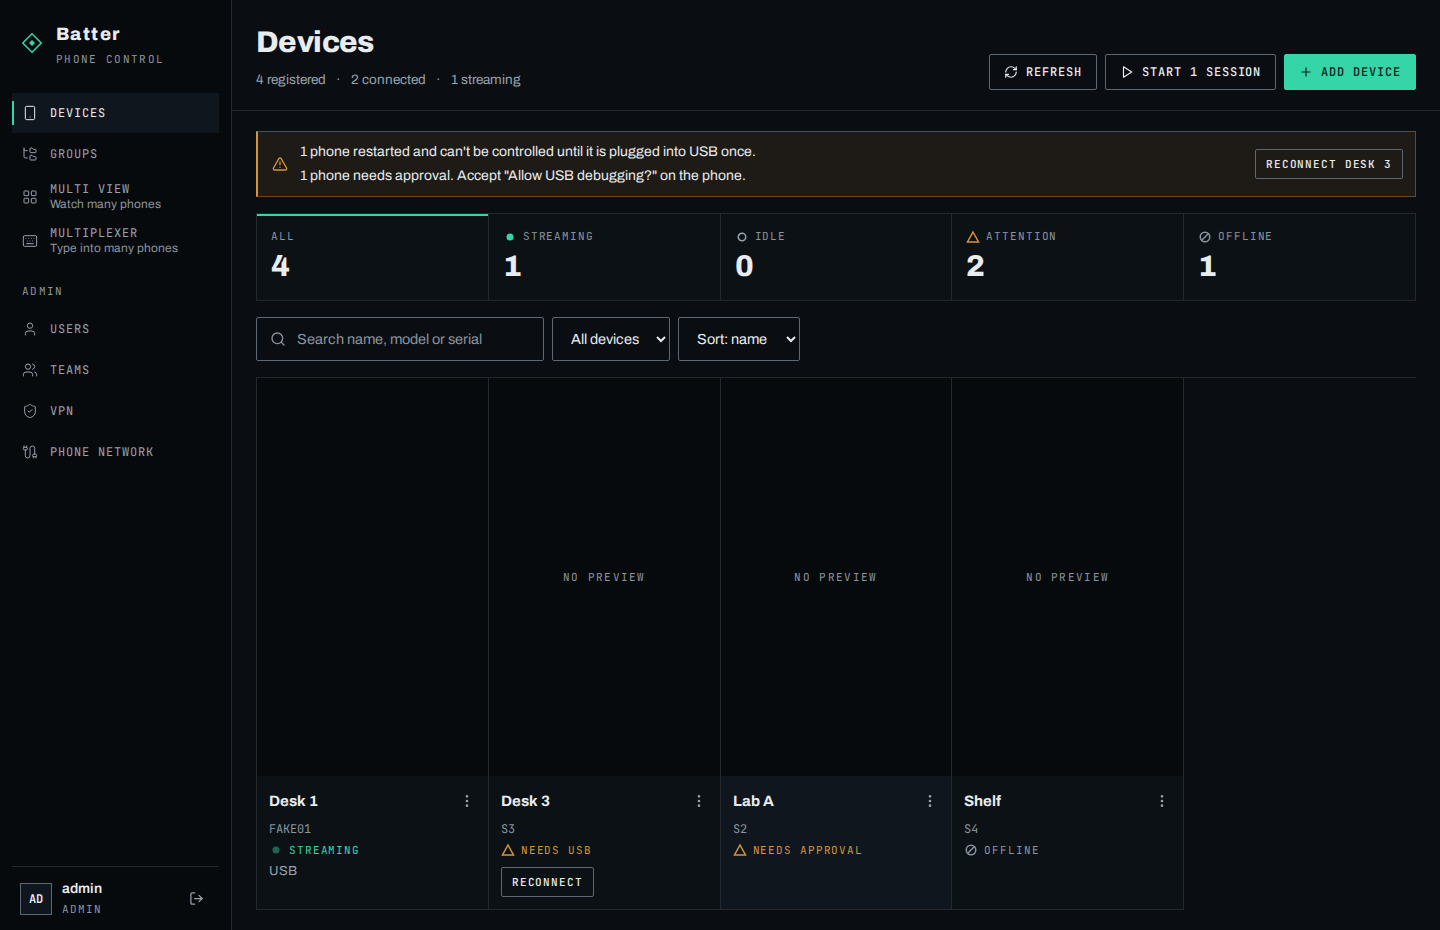 Batter
PHONE CONTROL
DEVICES
GROUPS
MULTI VIEW
Watch many phones
MULTIPLEXER
Type into many phones
ADMIN
USERS
TEAMS
VPN
PHONE NETWORK
AD
admin
ADMIN
Devices
4 registered · 2 connected · 1 streaming
REFRESH
START 1 SESSION
ADD DEVICE
1 phone restarted and can't be controlled until it is plugged into USB once.
1 phone needs approval. Accept "Allow USB debugging?" on the phone.
RECONNECT DESK 3
ALL
4
STREAMING
1
IDLE
0
ATTENTION
2
OFFLINE
1
Search name, model or serial
All devices
Sort: name
Desk 1
FAKE01
STREAMING
USB
NO PREVIEW
Desk 3
S3
NEEDS USB
RECONNECT
NO PREVIEW
Lab A
S2
NEEDS APPROVAL
NO PREVIEW
Shelf
S4
OFFLINE